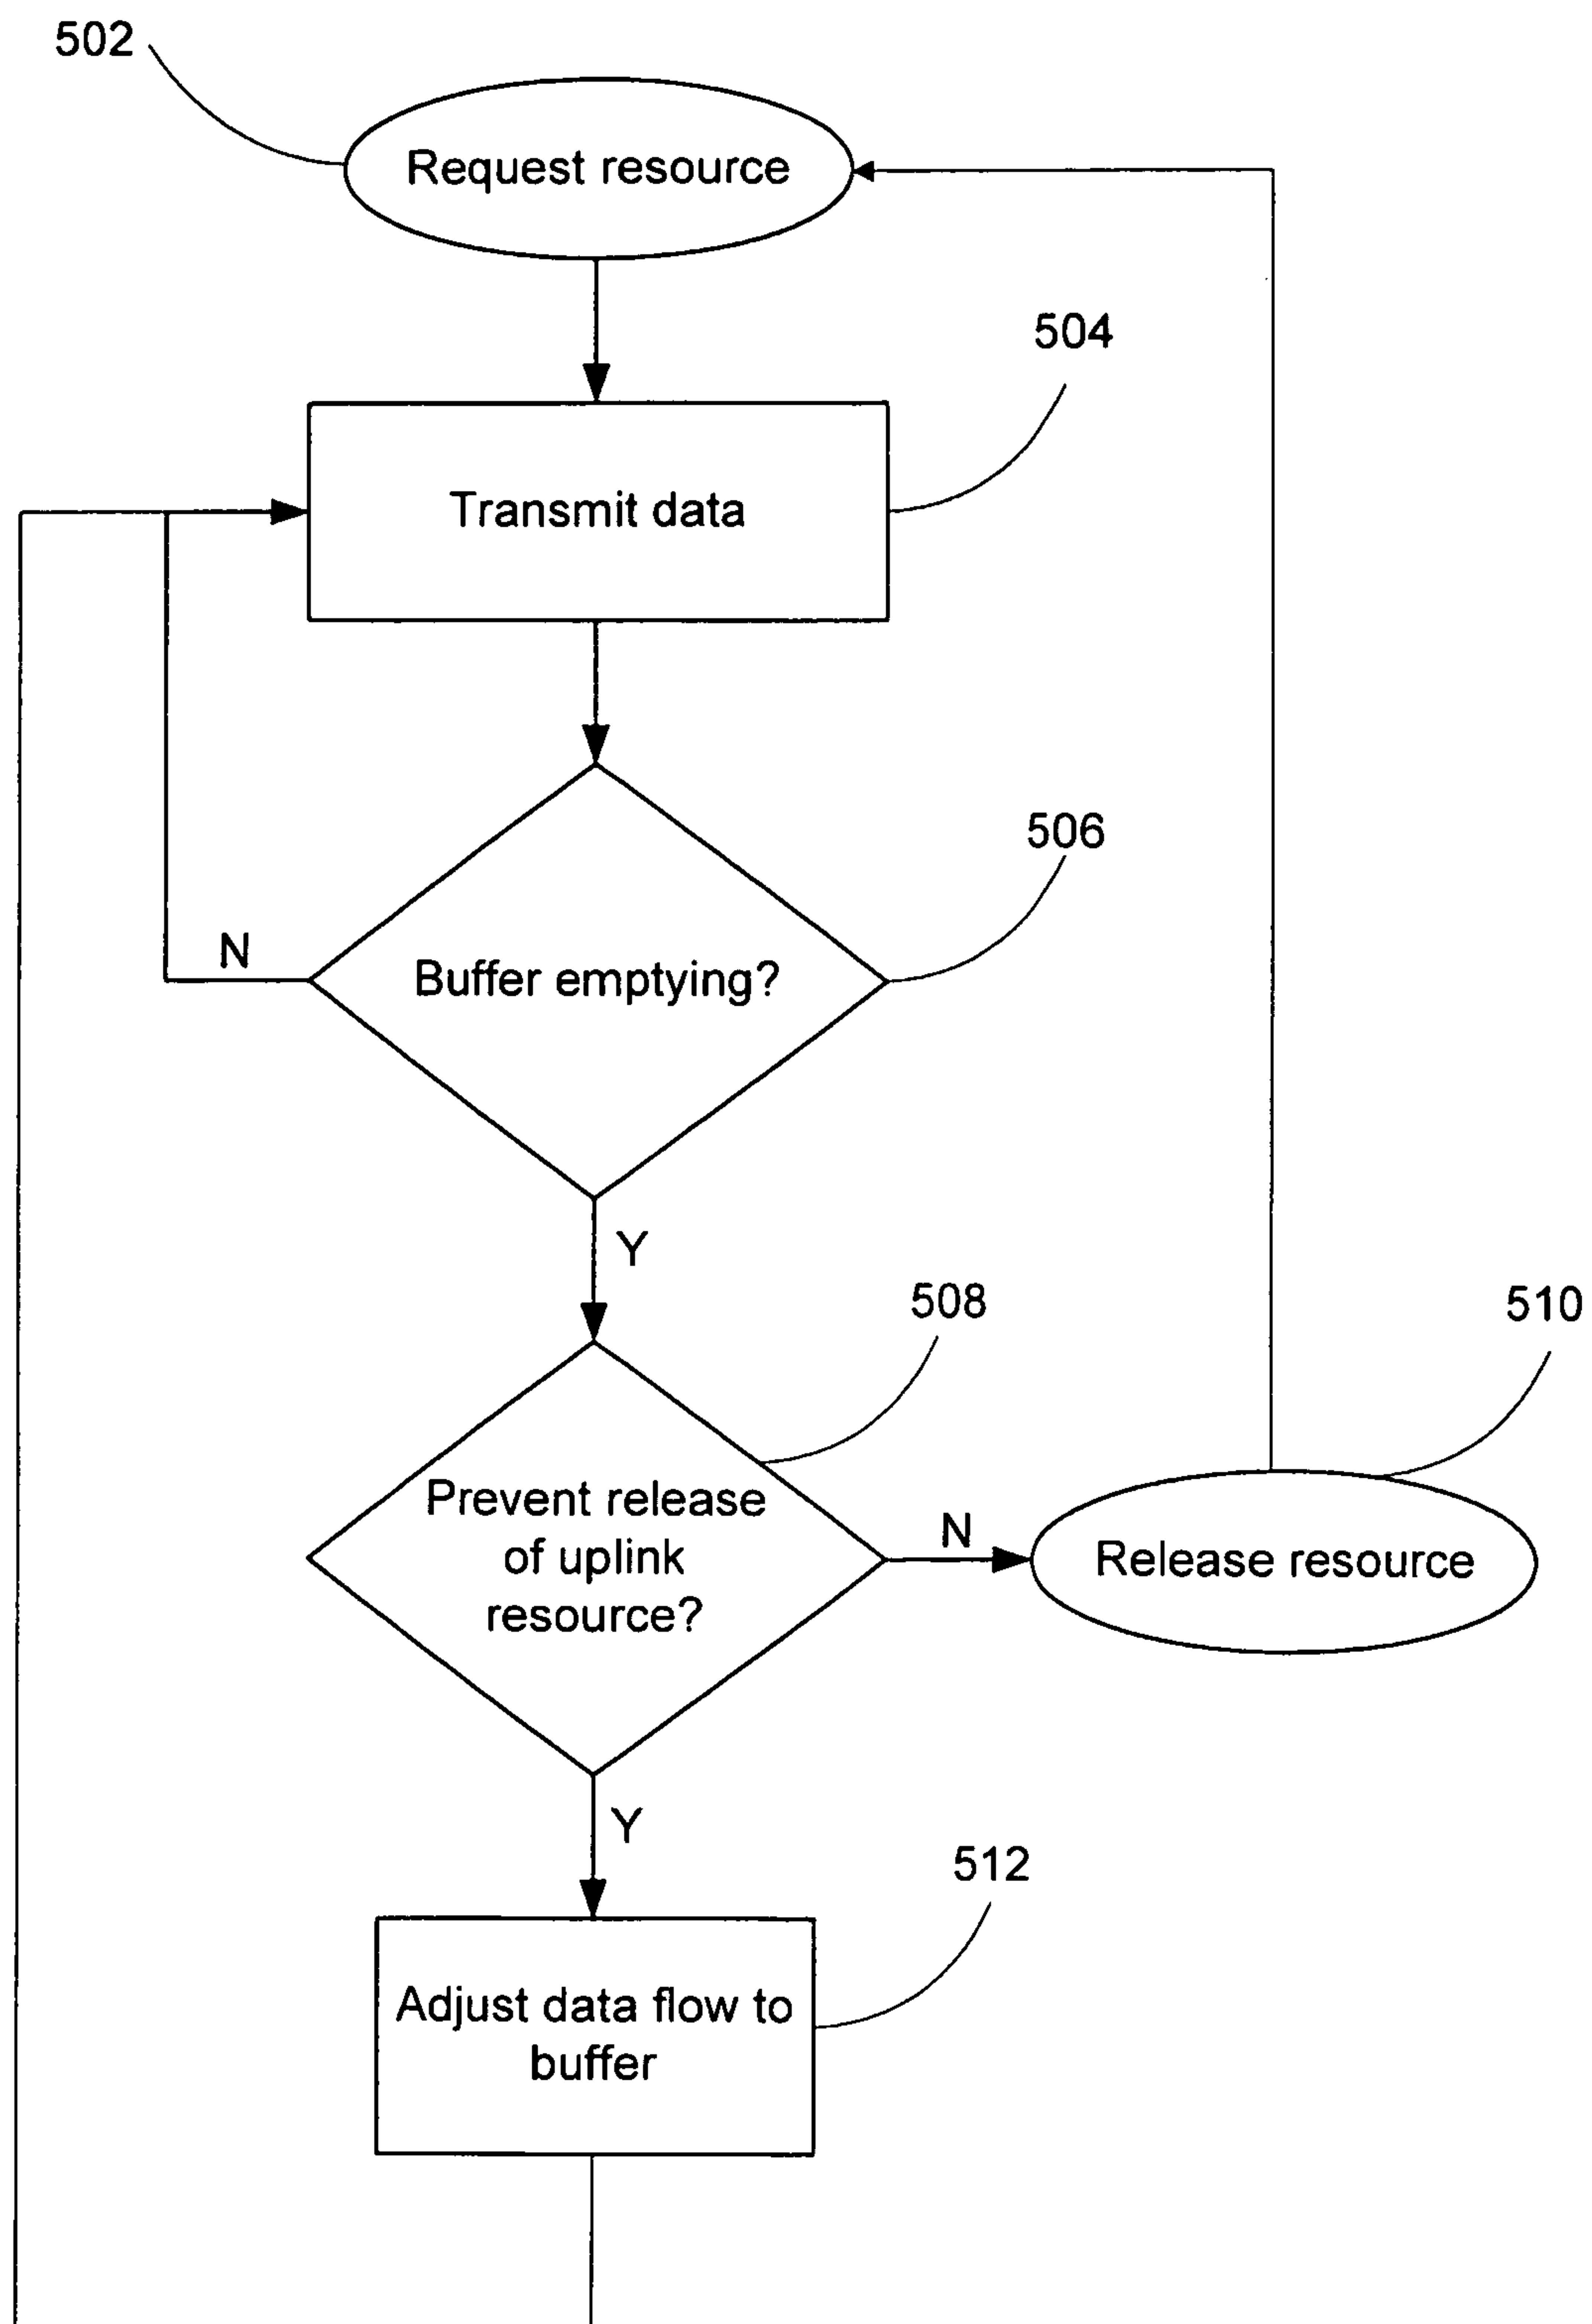 502
Request resource
504
Transmit data
506
N
Buffer emptying?
Y
508
510
Prevent release
of uplink
resource?
N
Release resource
Y
512
Adjust data flow to
buffer